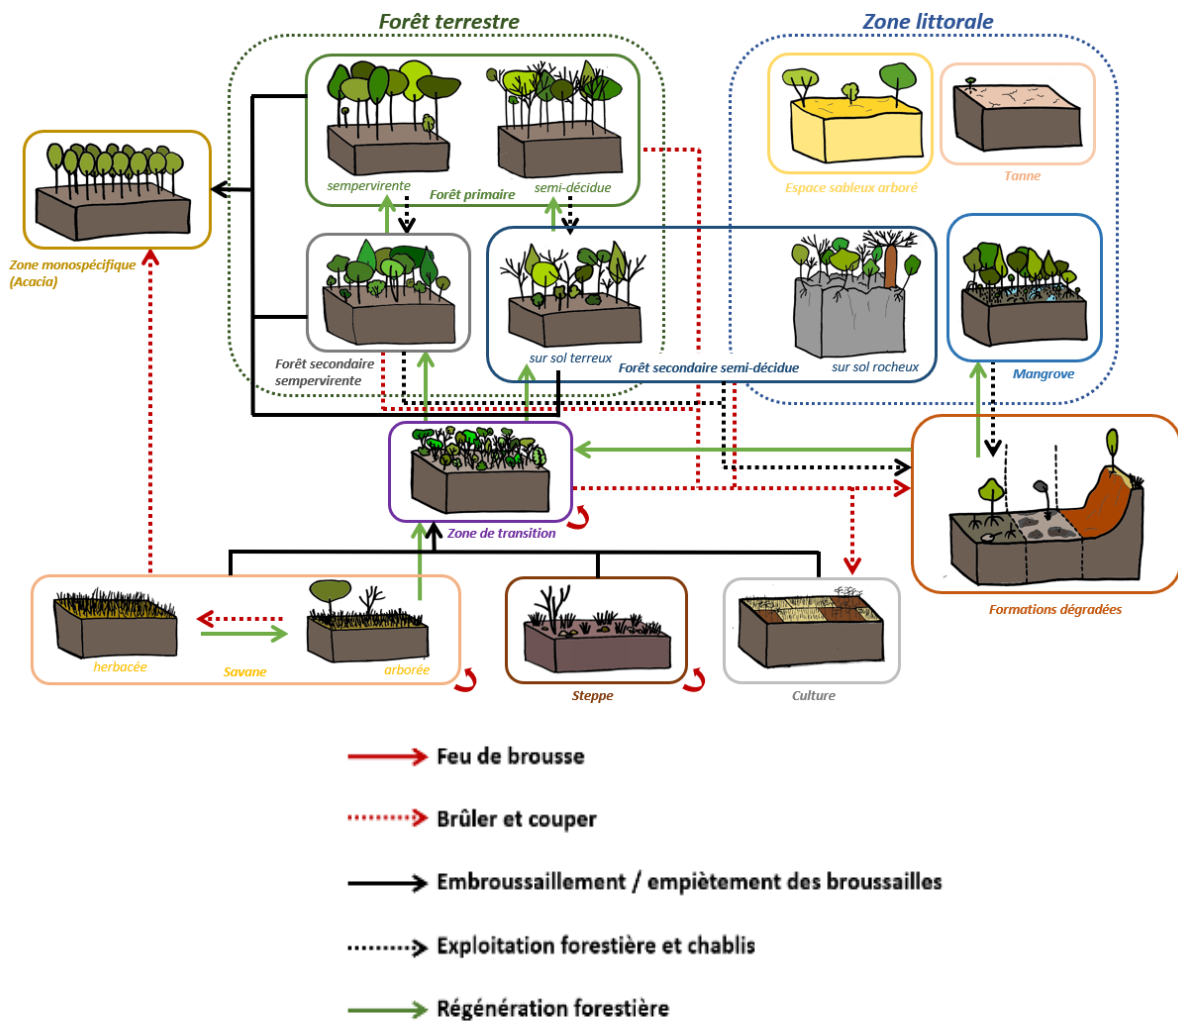 Forêt terrestre
Zone littorale
sempervirente
semi-décidue
Forêt primaire
Espace sableux arboré
Tanne
Zone monospécifique
(Acacia)
Forêt secondaire
sempervirente
sur sol terreux
Forêt secondaire semi-décidue
sur sol rocheux
Mangrove
Zone de transition
Formations dégradées
herbacée
Savane
arborée
Steppe
Culture
Feu de brousse
Brûler et couper
Embroussaillement / empiètement des broussailles
Exploitation forestière et chablis
Régénération forestière